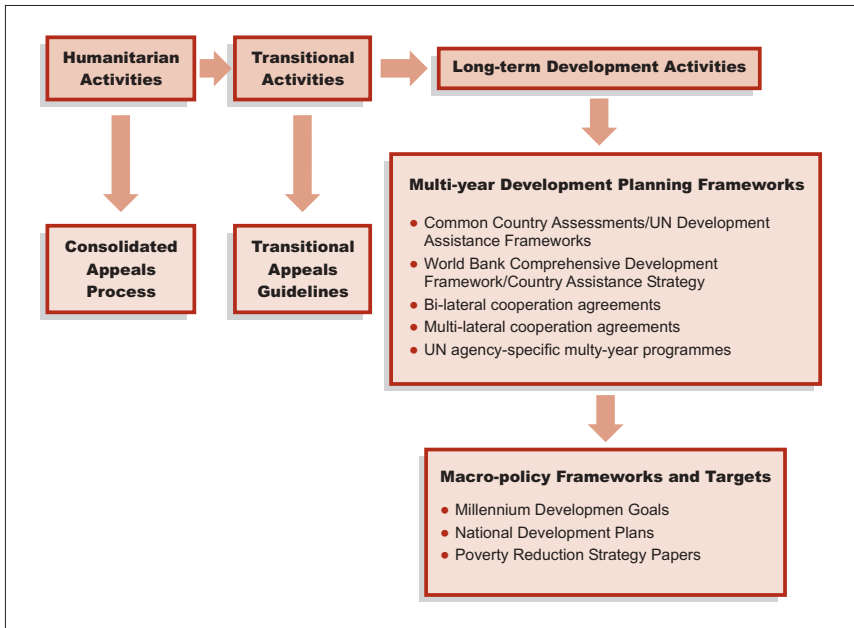 Humanitarian
Activities
Transitional
Activities
Long-term Development Activities
Consolidated
Appeals
Process
Transitional
Appeals
Guidelines
Multi-year Development Planning Frameworks
● Common Country Assessments/UN Development
Assistance Frameworks
● World Bank Comprehensive Development
Framework/Country Assistance Strategy
● Bi-lateral cooperation agreements
● Multi-lateral cooperation agreements
● UN agency-specific multy-year programmes
Macro-policy Frameworks and Targets
● Millennium Developmen Goals
● National Development Plans
● Poverty Reduction Strategy Papers